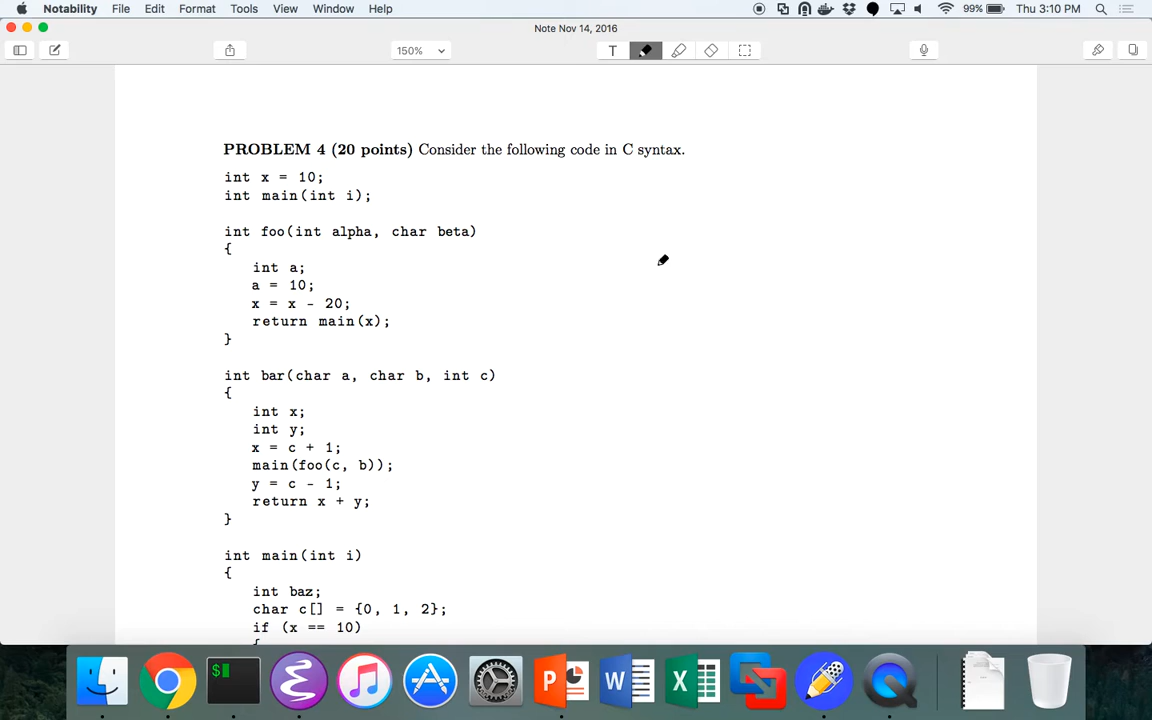 Notability File Edit Format Tools View Window Help 99% Thu 3:10 PM
Note Nov 14, 2016
150% T
PROBLEM 4 (20 points) Consider the following code in C syntax.
int x = 10;
int main(int i);
int foo(int alpha, char beta)
{
int a;
a = 10;
x = x - 20;
return main(x);
}
int bar(char a, char b, int c)
{
int x;
int y;
x = c + 1;
main(foo(c, b));
y = c - 1;
return x + y;
}
int main(int i)
{
int baz;
char c[] = {0, 1, 2};
if (x == 10)
{
$ P W X